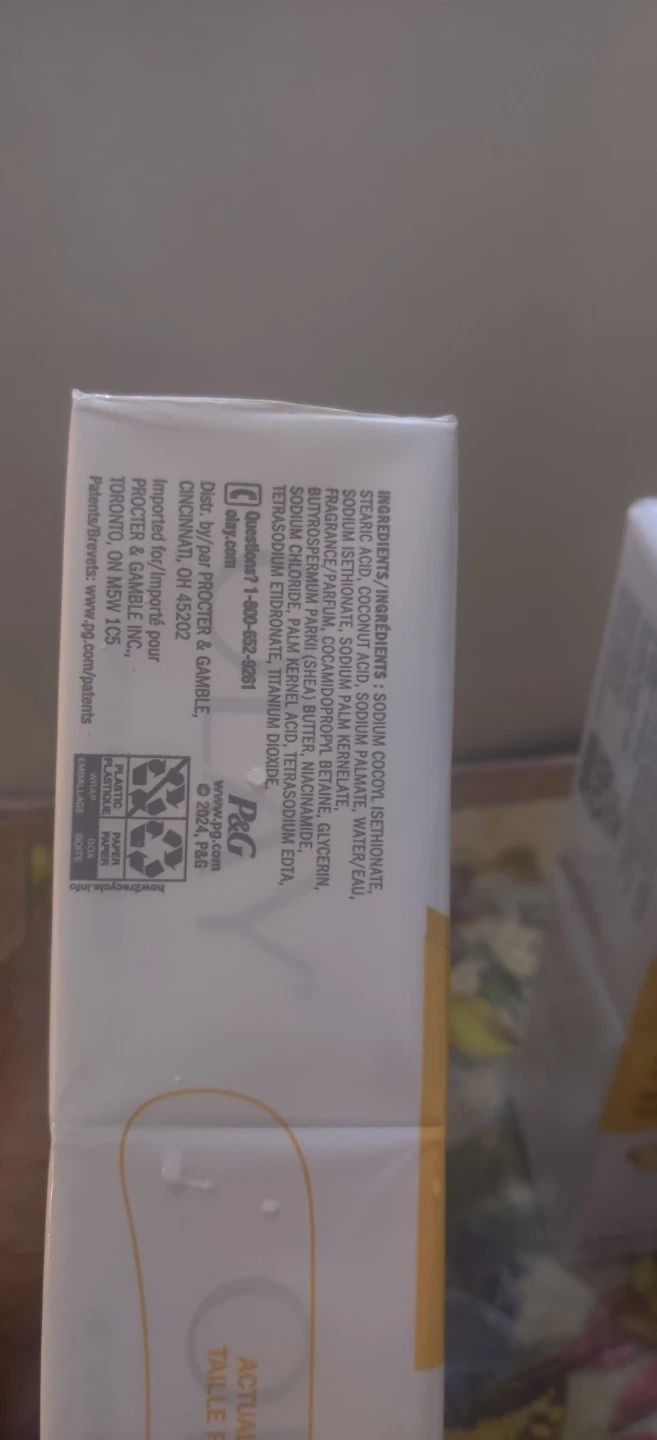 INGREDIENTS/INGRÉDIENTS : SODIUM COCOYL ISETHIONATE,
STEARIC ACID, COCONUT ACID, SODIUM PALMATE, WATER/EAU,
SODIUM ISETHIONATE, SODIUM PALM KERNELATE,
FRAGRANCE/PARFUM, COCAMIDOPROPYL BETAINE, GLYCERIN,
BUTYROSPERMUM PARKII (SHEA) BUTTER, NIACINAMIDE,
SODIUM CHLORIDE, PALM KERNEL ACID, TETRASODIUM EDTA,
TETRASODIUM ETIDRONATE, TITANIUM DIOXIDE.
Questions? 1-800-652-9261
olay.com
Distr. by/par PROCTER & GAMBLE,
CINCINNATI, OH 45202
Imported for/Importé pour
PROCTER & GAMBLE INC.,
TORONTO, ON M5W 1C5
Patents/Brevets: www.pg.com/patents
P&G
www.pg.com
© 2024, P&G
how2recycle.info
PLASTIC
PLASTIQUE
PAPER
PAPIER
WRAP
EMBALLAGE
BOX
BOITE
OLAY
TAILLE